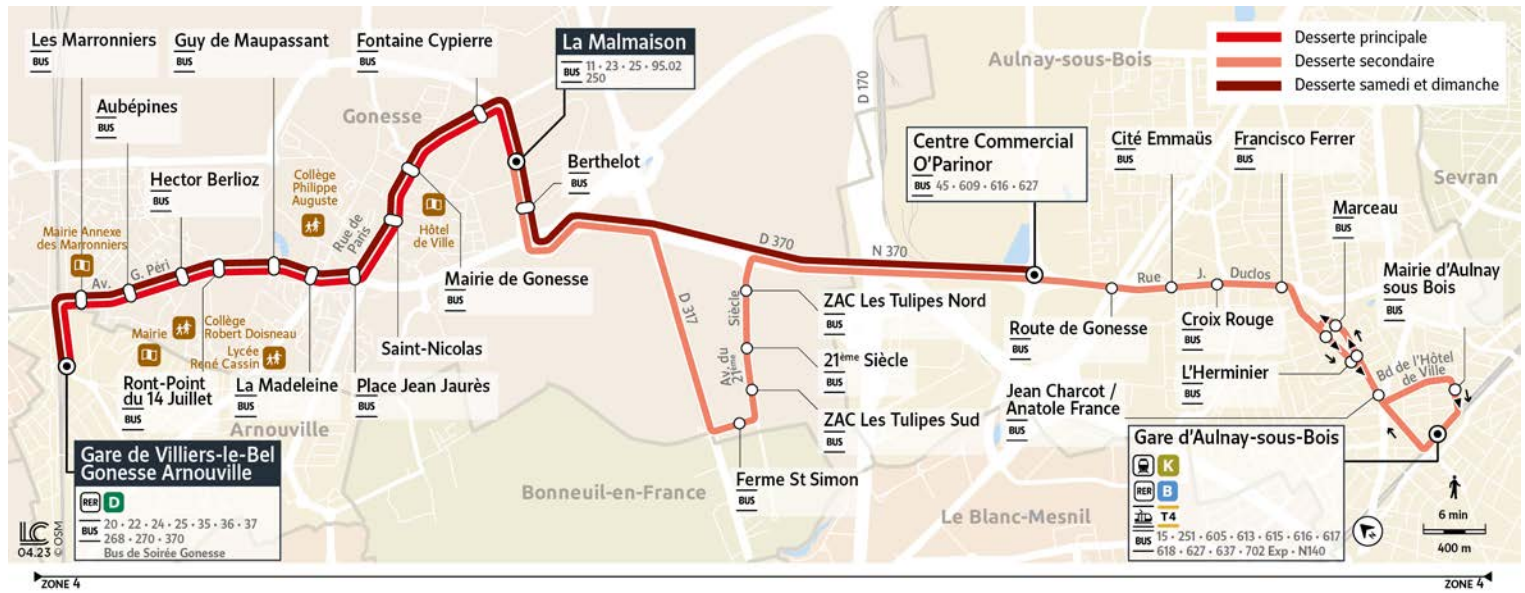 Les Marronniers
BUS
Guy de Maupassant
BUS
Fontaine Cypierre
BUS
La Malmaison
BUS 11 • 23 • 25 • 95.02
250
Aulnay-sous-Bois
Desserte principale
Desserte secondaire
Desserte samedi et dimanche
Aubépines
BUS
Gonesse
D 170
Centre Commercial
O'Parinor
BUS 45 • 609 • 616 • 627
Cité Emmaüs
BUS
Francisco Ferrer
BUS
Sevran
Hector Berlioz
BUS
Collège
Philippe
Auguste
Rue de
Paris
Hôtel
de Ville
Berthelot
BUS
Marceau
BUS
Mairie Annexe
des Marronniers
Av. G. Péri
Mairie de Gonesse
BUS
D 370
N 370
Rue J. Duclos
Mairie d'Aulnay
sous Bois
BUS
D 317
Siècle
Av. du
21ème
ZAC Les Tulipes Nord
BUS
Route de Gonesse
BUS
Croix Rouge
BUS
Mairie
Collège
Robert Doisneau
Lycée
René Cassin
Saint-Nicolas
BUS
21ème Siècle
BUS
L'Herminier
BUS
Bd de l'Hôtel
de Ville
Ront-Point
du 14 Juillet
BUS
La Madeleine
BUS
Place Jean Jaurès
BUS
Jean Charcot /
Anatole France
BUS
ZAC Les Tulipes Sud
BUS
Arnouville
Gare de Villiers-le-Bel
Gonesse Arnouville
RER D
BUS 20 • 22 • 24 • 25 • 35 • 36 • 37
268 • 270 • 370
Bus de Soirée Gonesse
Ferme St Simon
BUS
Bonneuil-en-France
Le Blanc-Mesnil
Gare d'Aulnay-sous-Bois
K
RER B
T4
BUS 15 • 251 • 605 • 613 • 615 • 616 • 617
618 • 627 • 637 • 702 Exp • N140
6 min
400 m
LC
04.23 © OSM
ZONE 4
ZONE 4